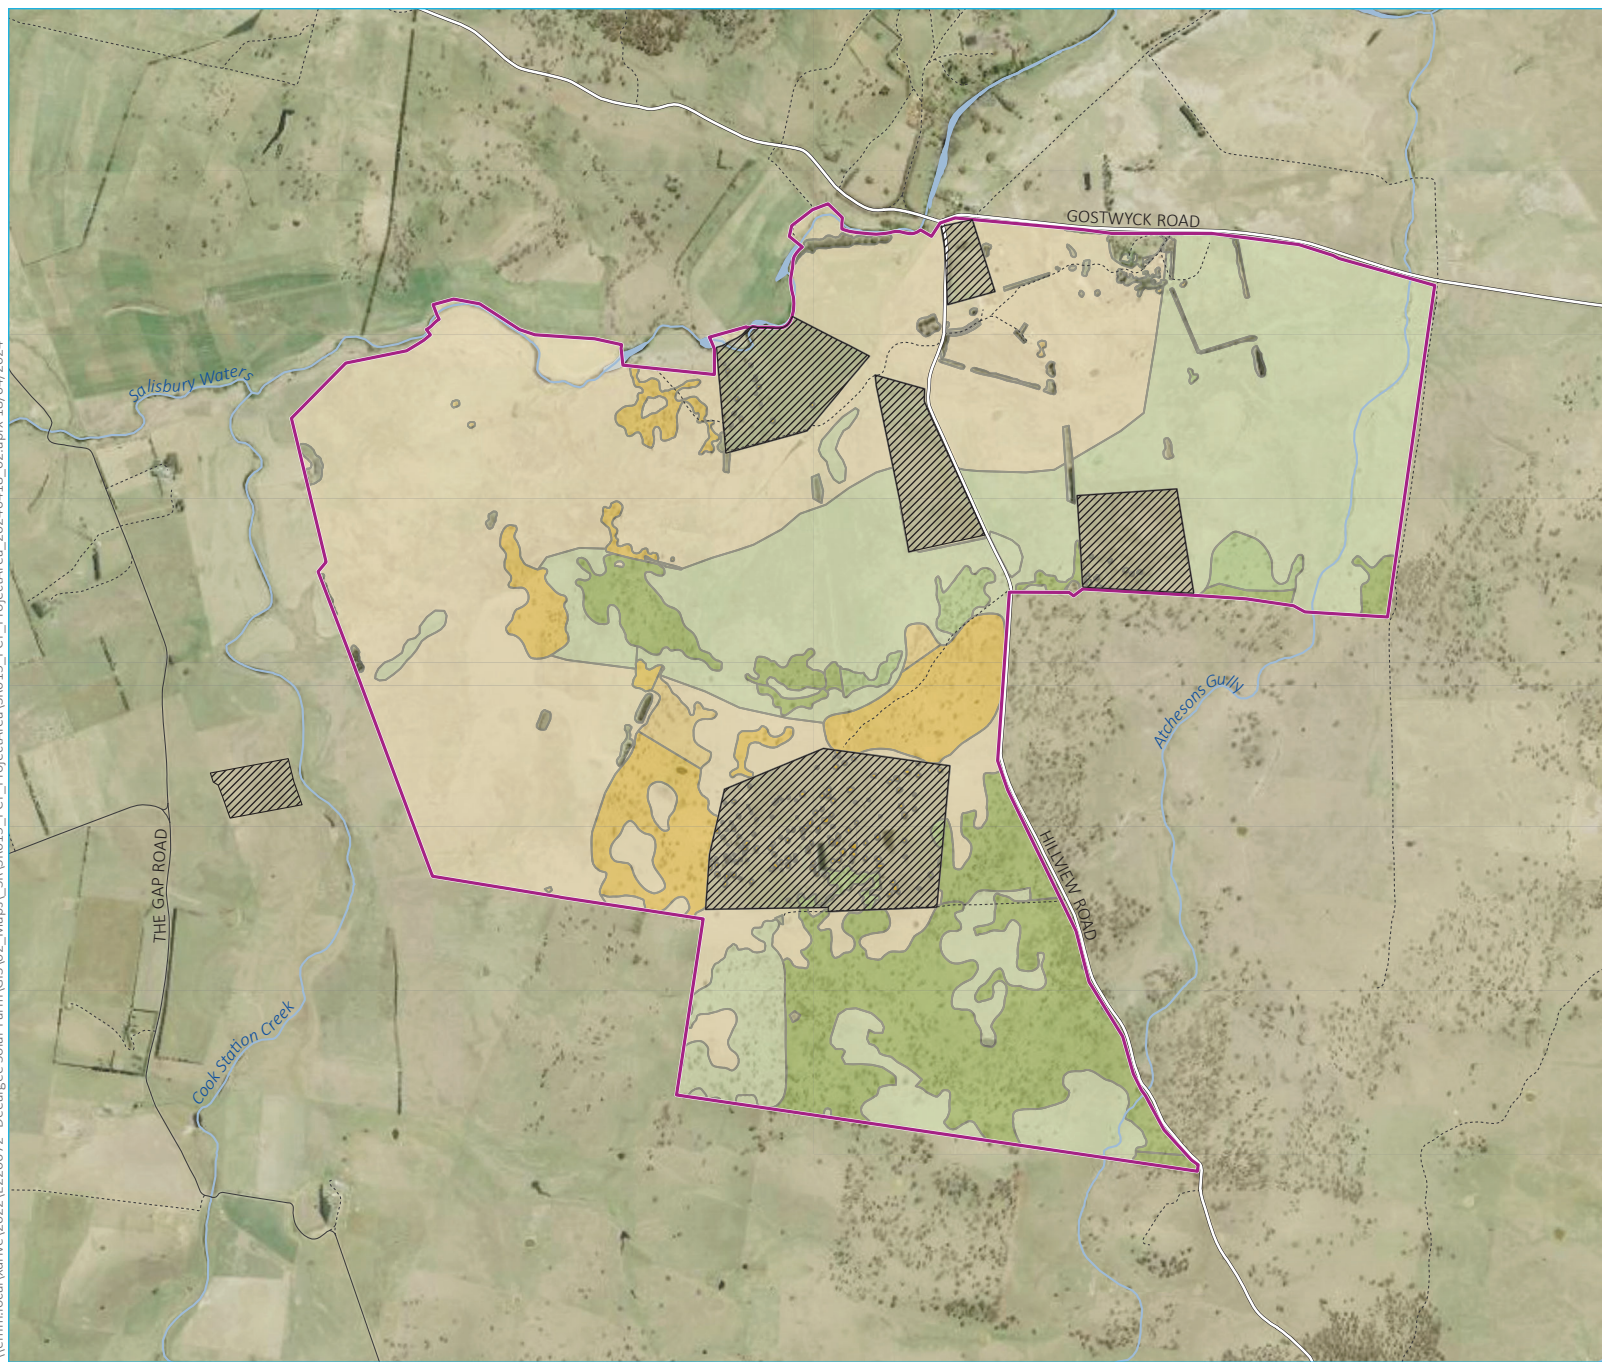 GOSTWYCK ROAD
Salisbury Waters
Atchesons Gully
HILLVIEW ROAD
THE GAP ROAD
Cook Station Creek